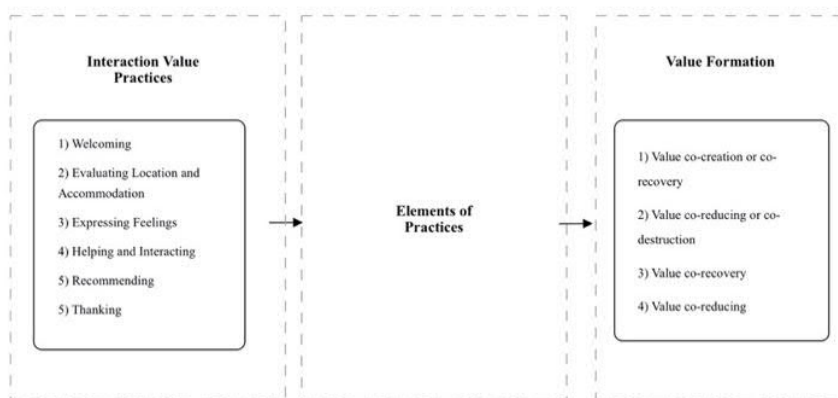 Interaction Value
Practices
1) Welcoming
2) Evaluating Location and
Accommodation
3) Expressing Feelings
4) Helping and Interacting
5) Recommending
5) Thanking
Elements of
Practices
Value Formation
1) Value co-creation or co-
recovery
2) Value co-reducing or co-
destruction
3) Value co-recovery
4) Value co-reducing